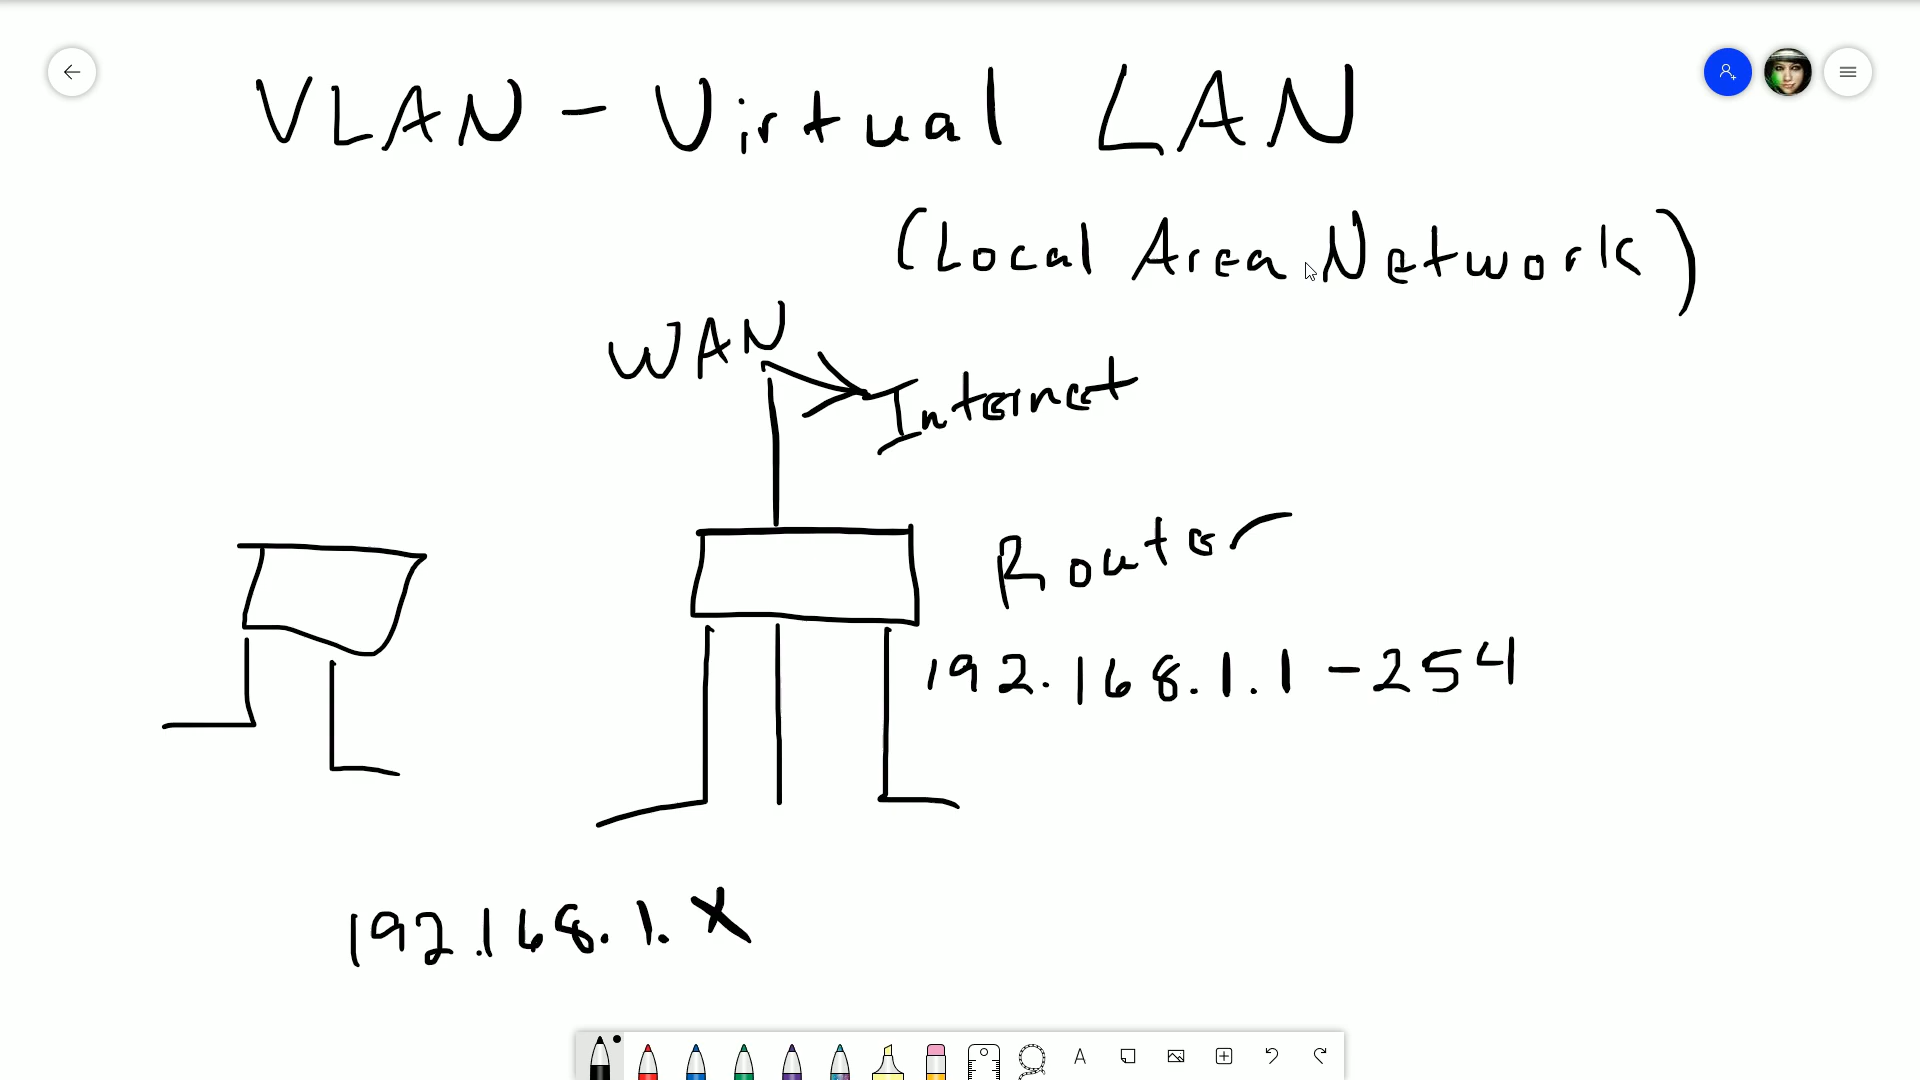 VLAN - Virtual LAN
(Local Area Network)
WAN
Internet
Router
192.168.1.1 - 254
192.168.1.X
A